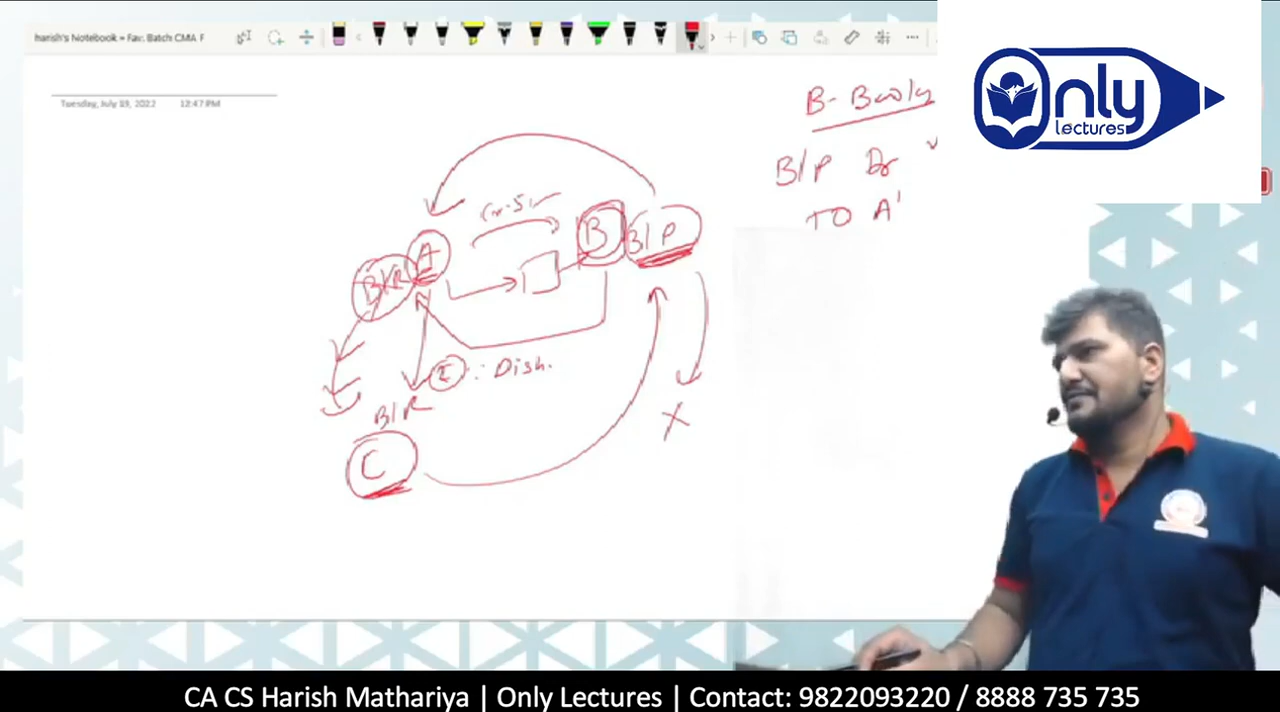 harish's Notebook » Fav. Batch CMA F
Tuesday, July 19, 2022 12:47 PM
Only
lectures
B- Books
B/P Dr
TO A'
B
B/P
A
B/R
I ∴ Dish.
B/R
C
X
CA CS Harish Mathariya | Only Lectures | Contact: 9822093220 / 8888 735 735